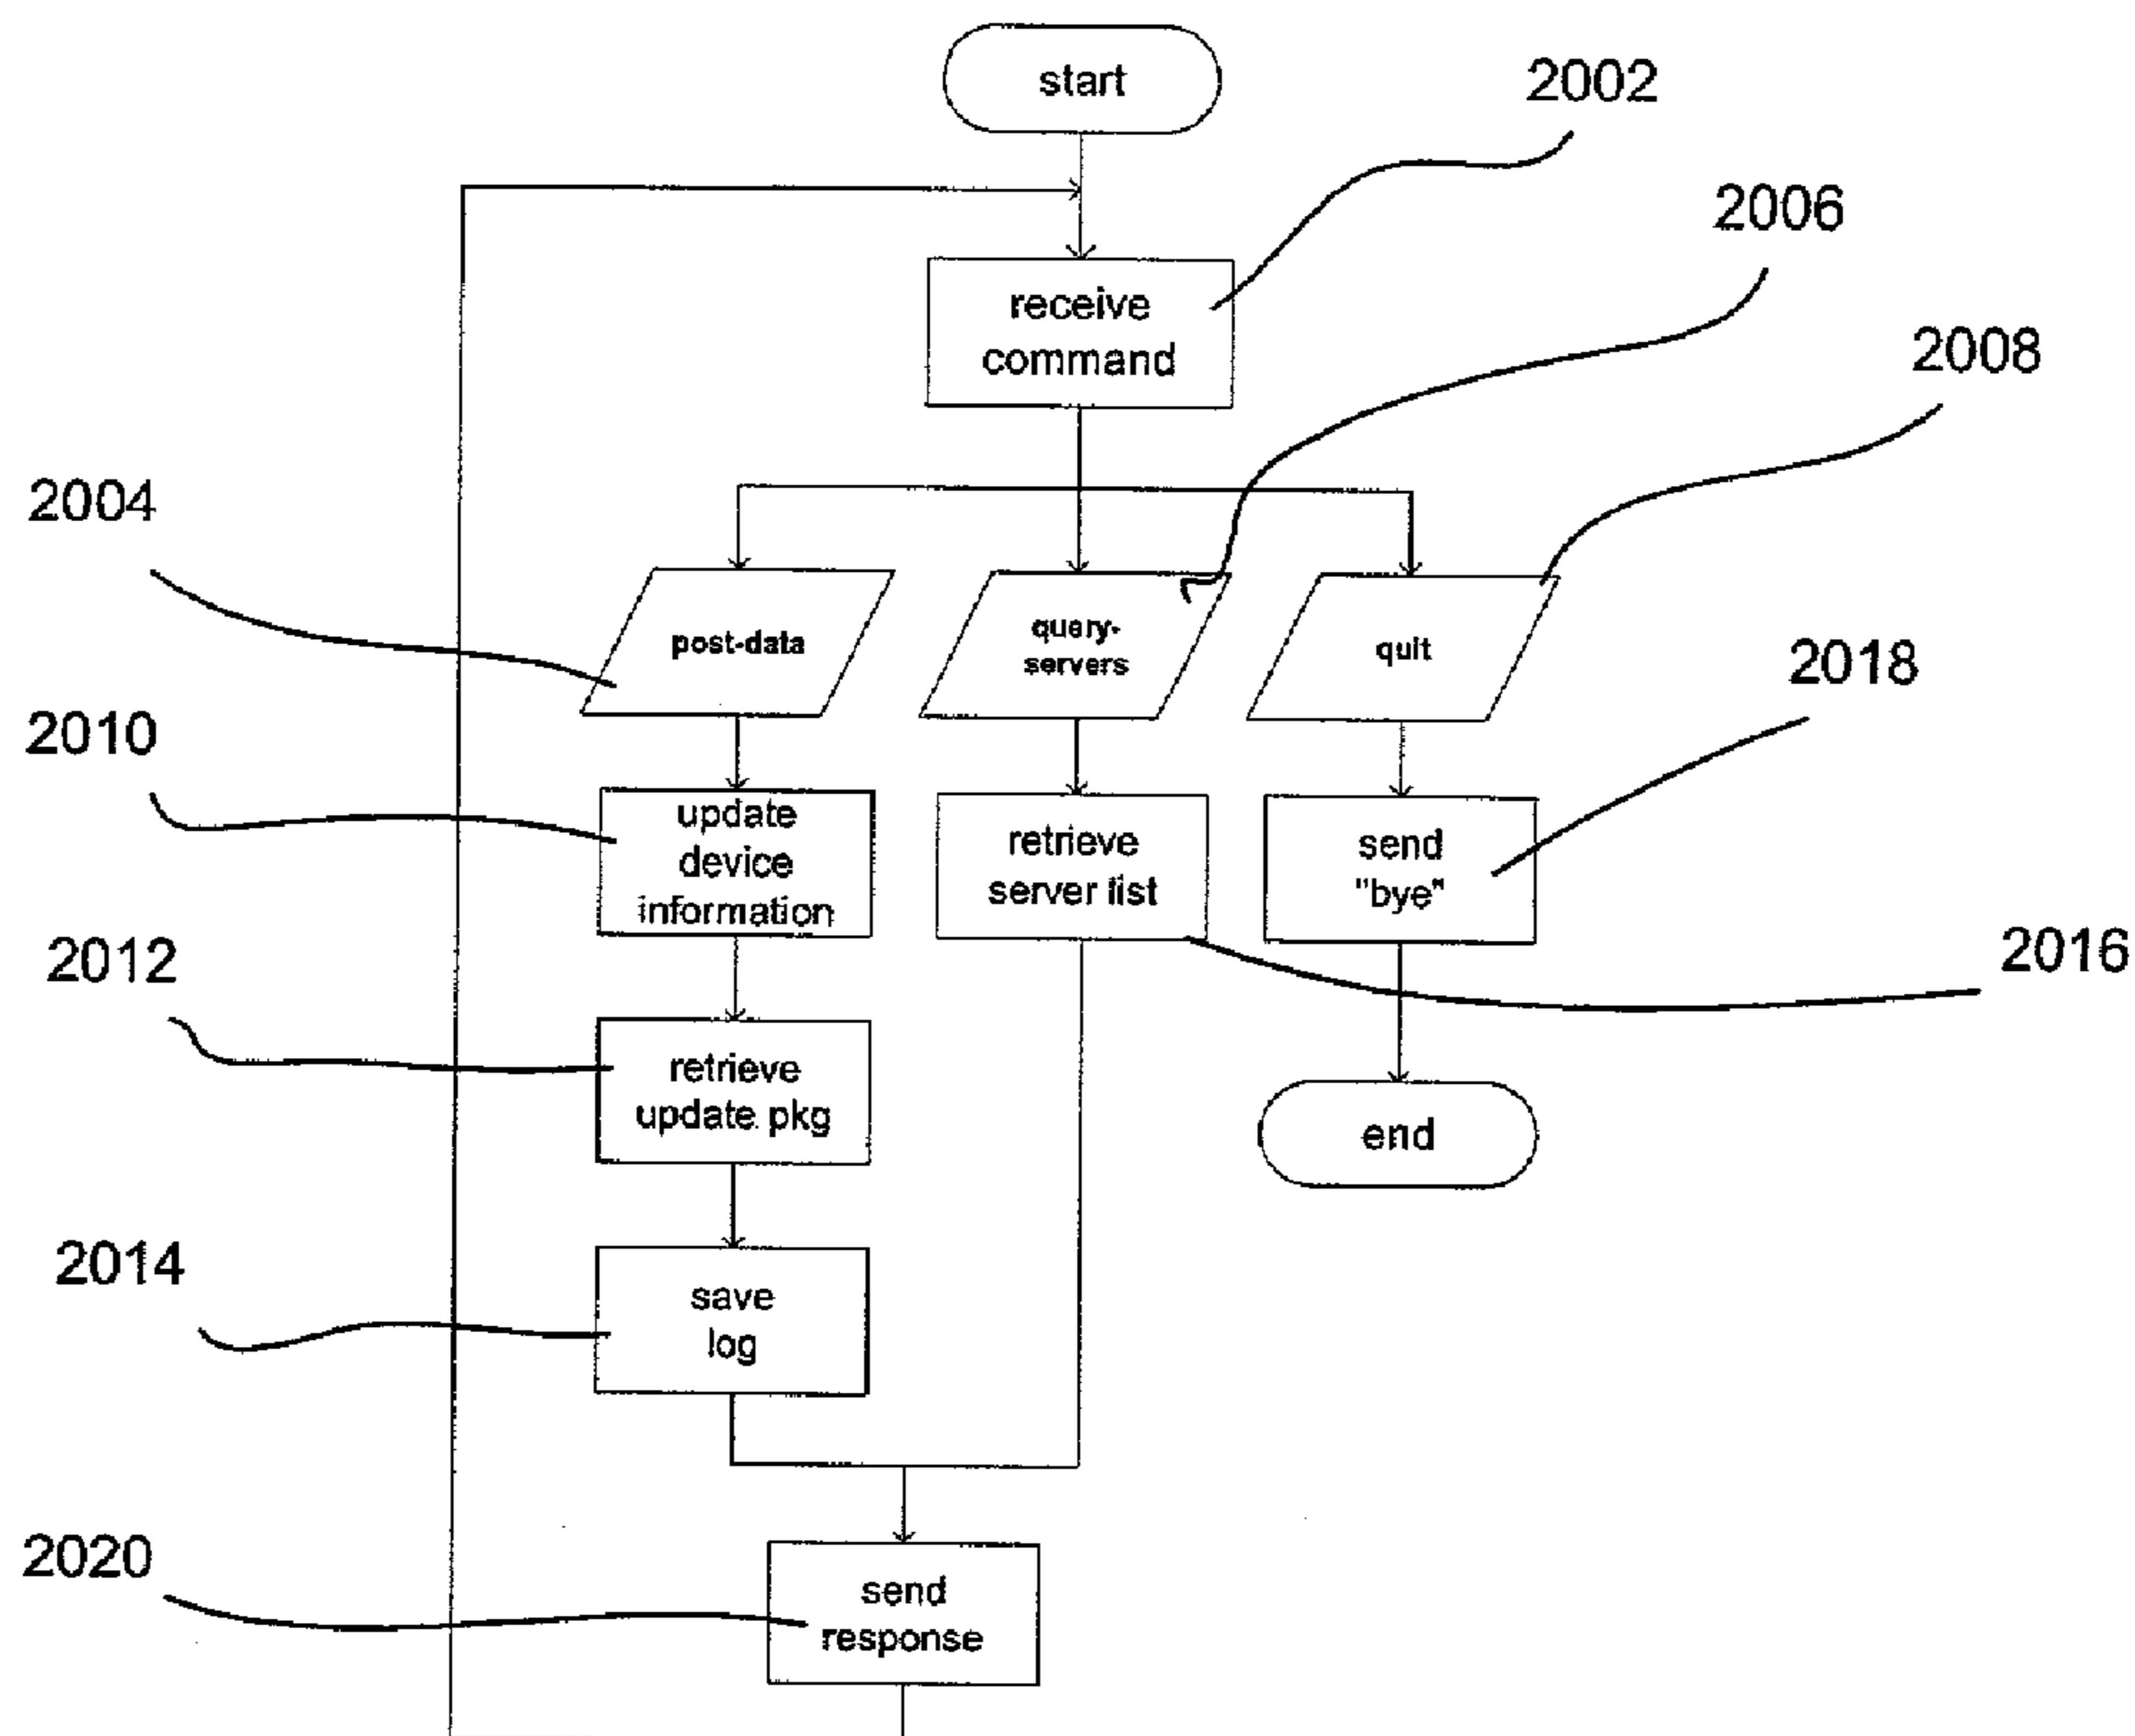 start
2002
2006
receive
command
2008
2004
post-data
query-
servers
quit
2018
2010
update
device
information
retrieve
server list
send
"bye"
2012
2016
retrieve
update pkg
end
2014
save
log
2020
send
response